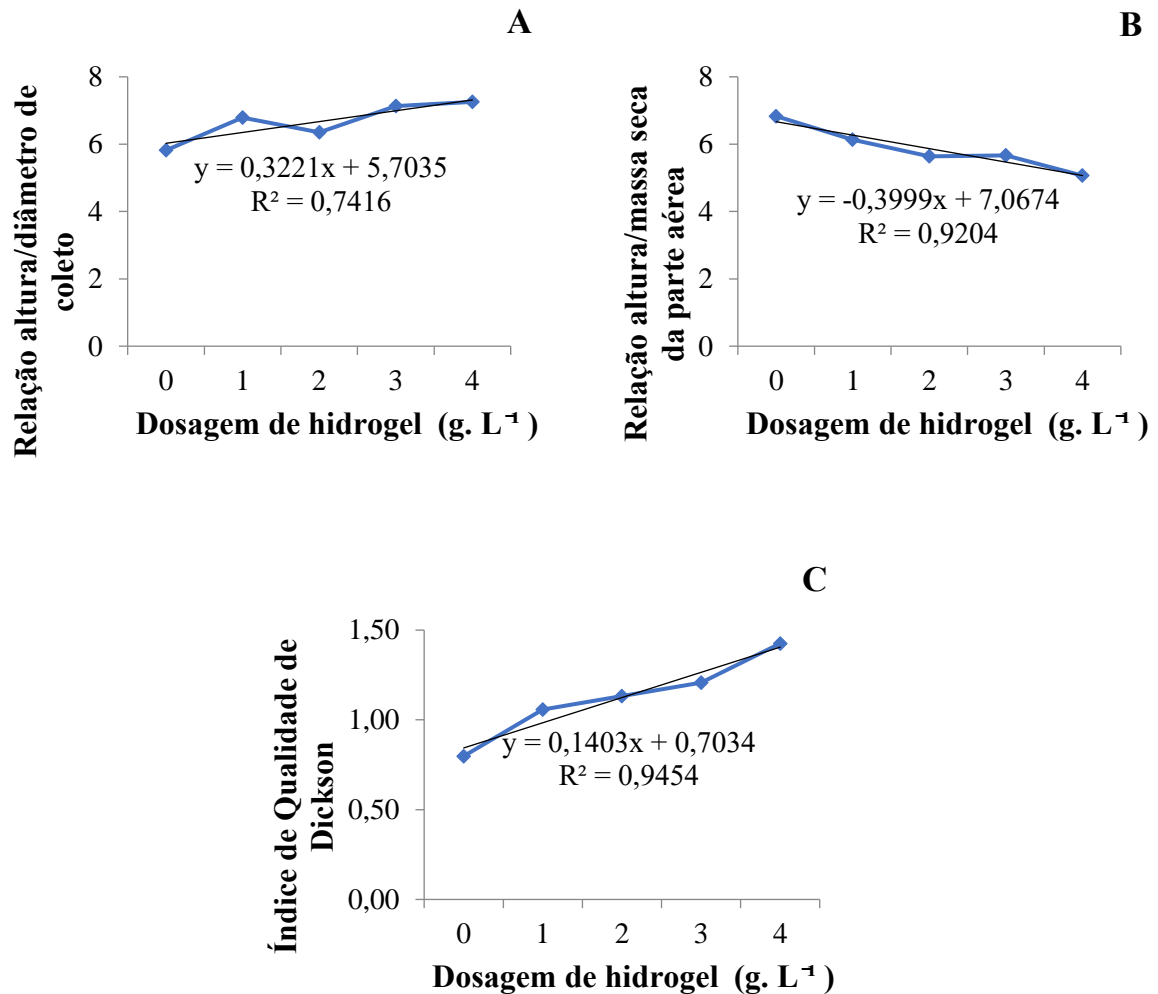 A
Relação altura/diâmetro de
coleto
8
6
4
2
0
y = 0,3221x + 5,7035
R² = 0,7416
0 1 2 3 4
Dosagem de hidrogel (g. L⁻¹ )
B
Relação altura/massa seca
da parte aérea
8
6
4
2
0
y = -0,3999x + 7,0674
R² = 0,9204
0 1 2 3 4
Dosagem de hidrogel (g. L⁻¹ )
C
Índice de Qualidade de
Dickson
1,50
1,00
0,50
0,00
y = 0,1403x + 0,7034
R² = 0,9454
0 1 2 3 4
Dosagem de hidrogel (g. L⁻¹ )